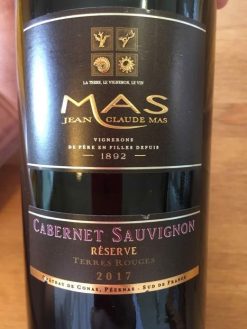 LA TERRE, LE VIGNERON, LE VIN
MAS
JEAN CLAUDE MAS
VIGNERONS
DE PÈRE EN FILLES DEPUIS
1892
CABERNET SAUVIGNON
RÉSERVE
TERRES ROUGES
2017
CHÂTEAU DE CONAS, PÉZENAS - SUD DE FRANCE